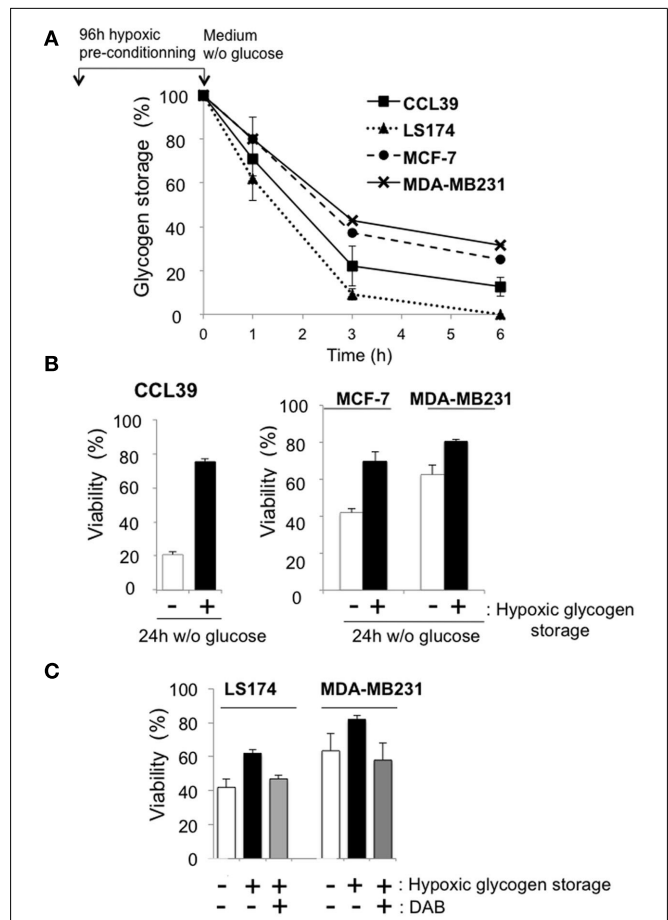 A
96h hypoxic pre-conditionning
Medium w/o glucose
Glycogen storage (%)
100
80
60
40
20
0
CCL39
LS174
MCF-7
MDA-MB231
0 1 2 3 4 5 6
Time (h)
B
CCL39
Viability (%)
100
80
60
40
20
0
- +
24h w/o glucose
MCF-7 MDA-MB231
Viability (%)
100
80
60
40
20
0
- + - + : Hypoxic glycogen storage
24h w/o glucose
C
LS174 MDA-MB231
Viability (%)
100
80
60
40
20
0
- + + - + + : Hypoxic glycogen storage
- - + - - + : DAB